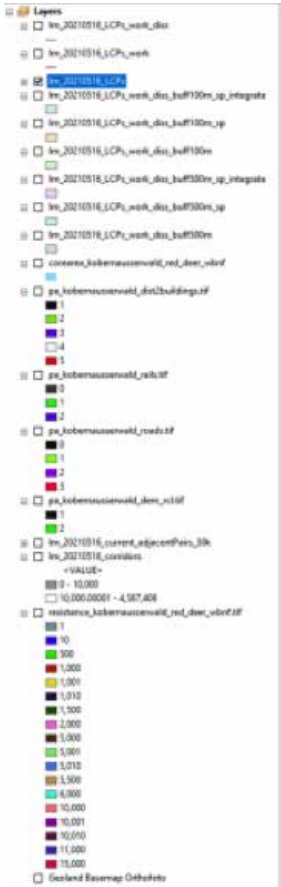 Layers
lm_20210516_LCPs_work_diss
lm_20210516_LCPs_work
lm_20210516_LCPs
lm_20210516_LCPs_work_diss_buff100m_sp_integrate
lm_20210516_LCPs_work_diss_buff100m_sp
lm_20210516_LCPs_work_diss_buff100m
lm_20210516_LCPs_work_diss_buff500m_sp_integrate
lm_20210516_LCPs_work_diss_buff500m_sp
lm_20210516_LCPs_work_diss_buff500m
coreareas_kobernausserwald_red_deer_wbnf
pa_kobernausserwald_dist2buildings.tif
1
2
3
4
5
pa_kobernausserwald_rails.tif
0
1
2
pa_kobernausserwald_roads.tif
0
1
2
3
pa_kobernausserwald_dem_rcl.tif
1
2
lm_20210516_current_adjacentPairs_30k
lm_20210516_corridors
<VALUE>
0 - 10,000
10,000.00001 - 4,587,408
resistance_kobernausserwald_red_deer_wbnf.tif
1
10
500
1,000
1,001
1,010
1,500
2,000
5,000
5,001
5,010
5,500
6,000
10,000
10,001
10,010
11,000
15,000
Geoland Basemap Orthofoto